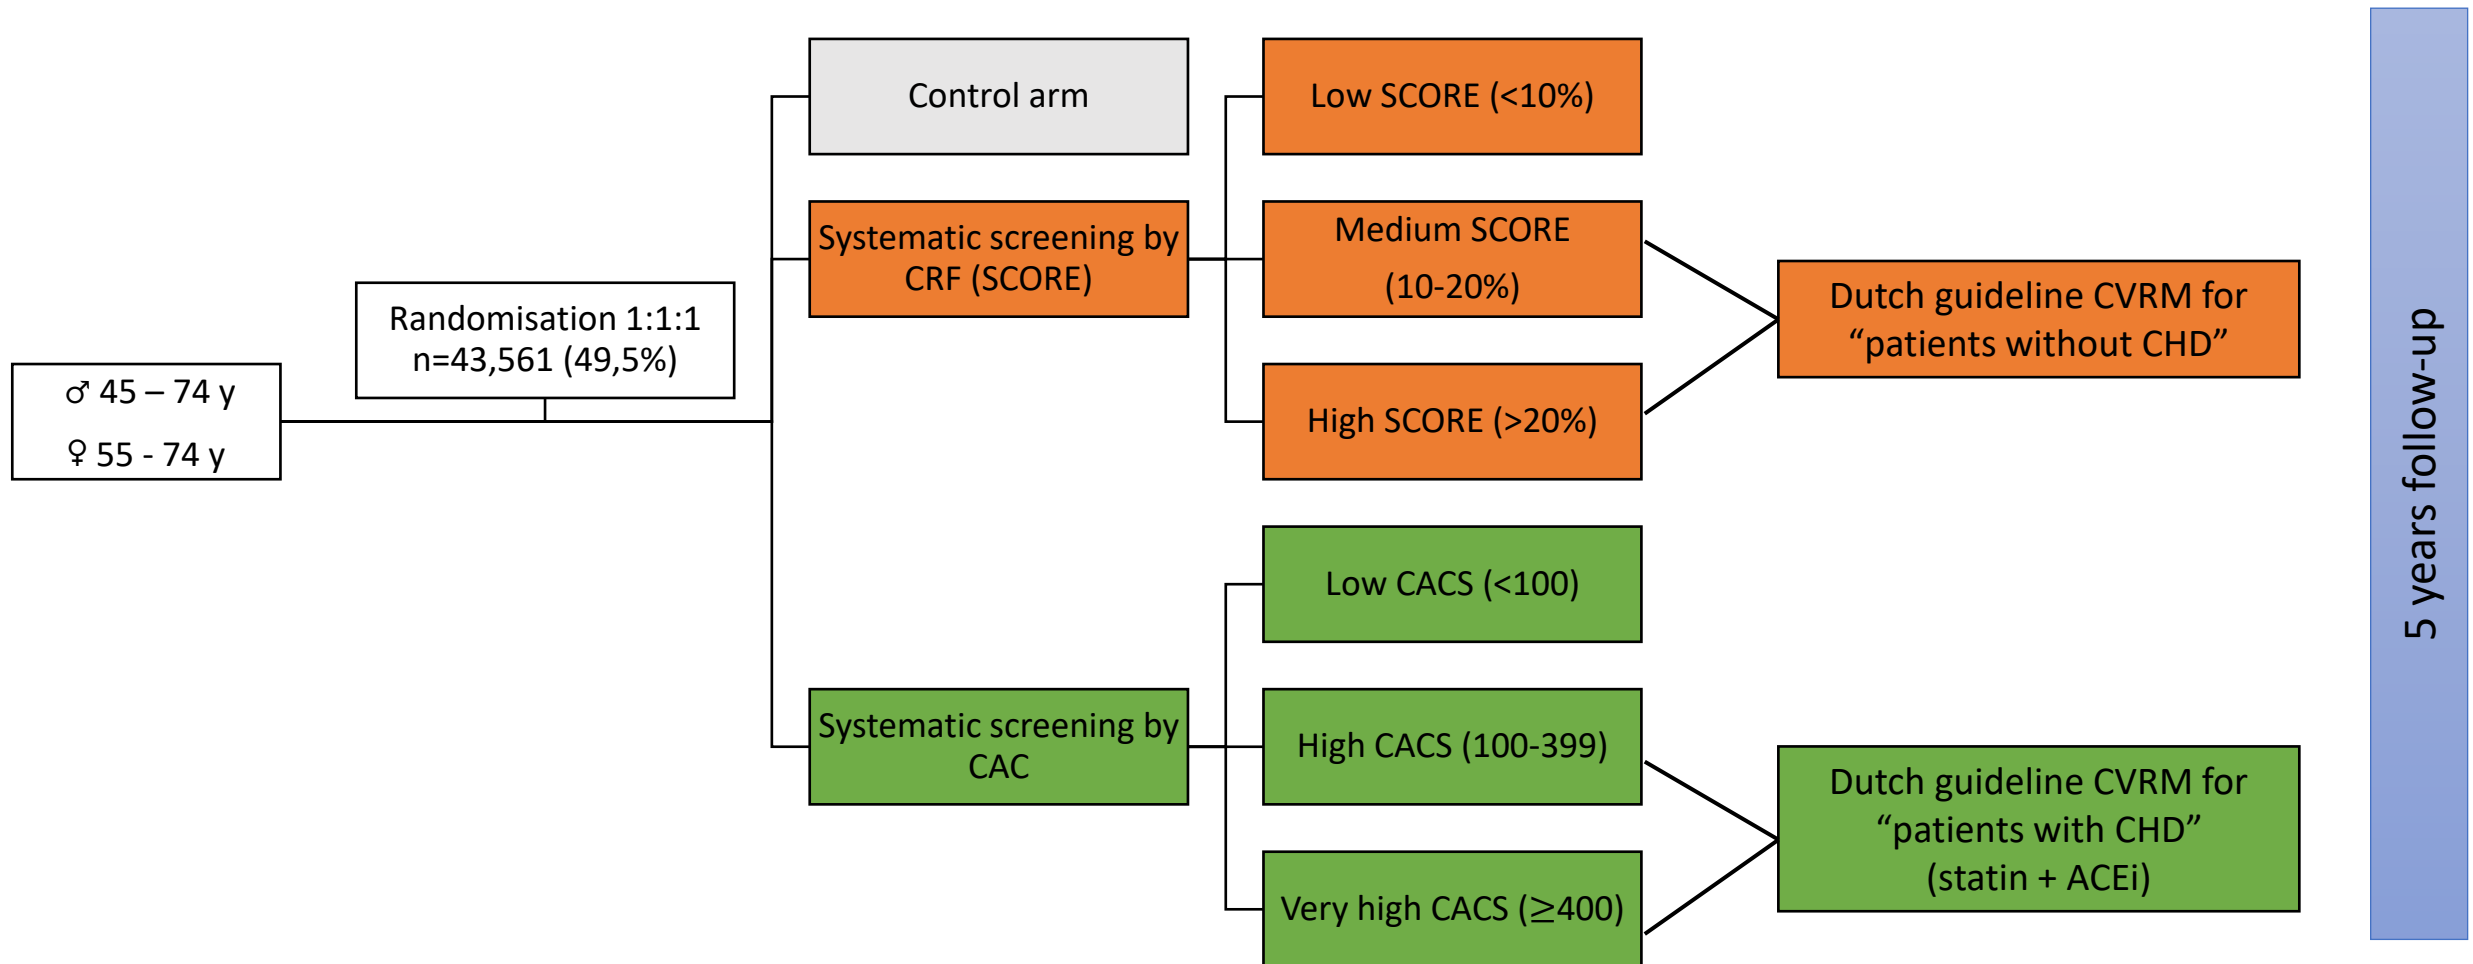 ♂ 45 – 74 y
♀ 55 - 74 y
Randomisation 1:1:1
n=43,561 (49,5%)
Control arm
Systematic screening by
CRF (SCORE)
Systematic screening by
CAC
Low SCORE (<10%)
Medium SCORE
(10-20%)
High SCORE (>20%)
Low CACS (<100)
High CACS (100-399)
Very high CACS (≥400)
Dutch guideline CVRM for
“patients without CHD”
Dutch guideline CVRM for
“patients with CHD”
(statin + ACEi)
5 years follow-up